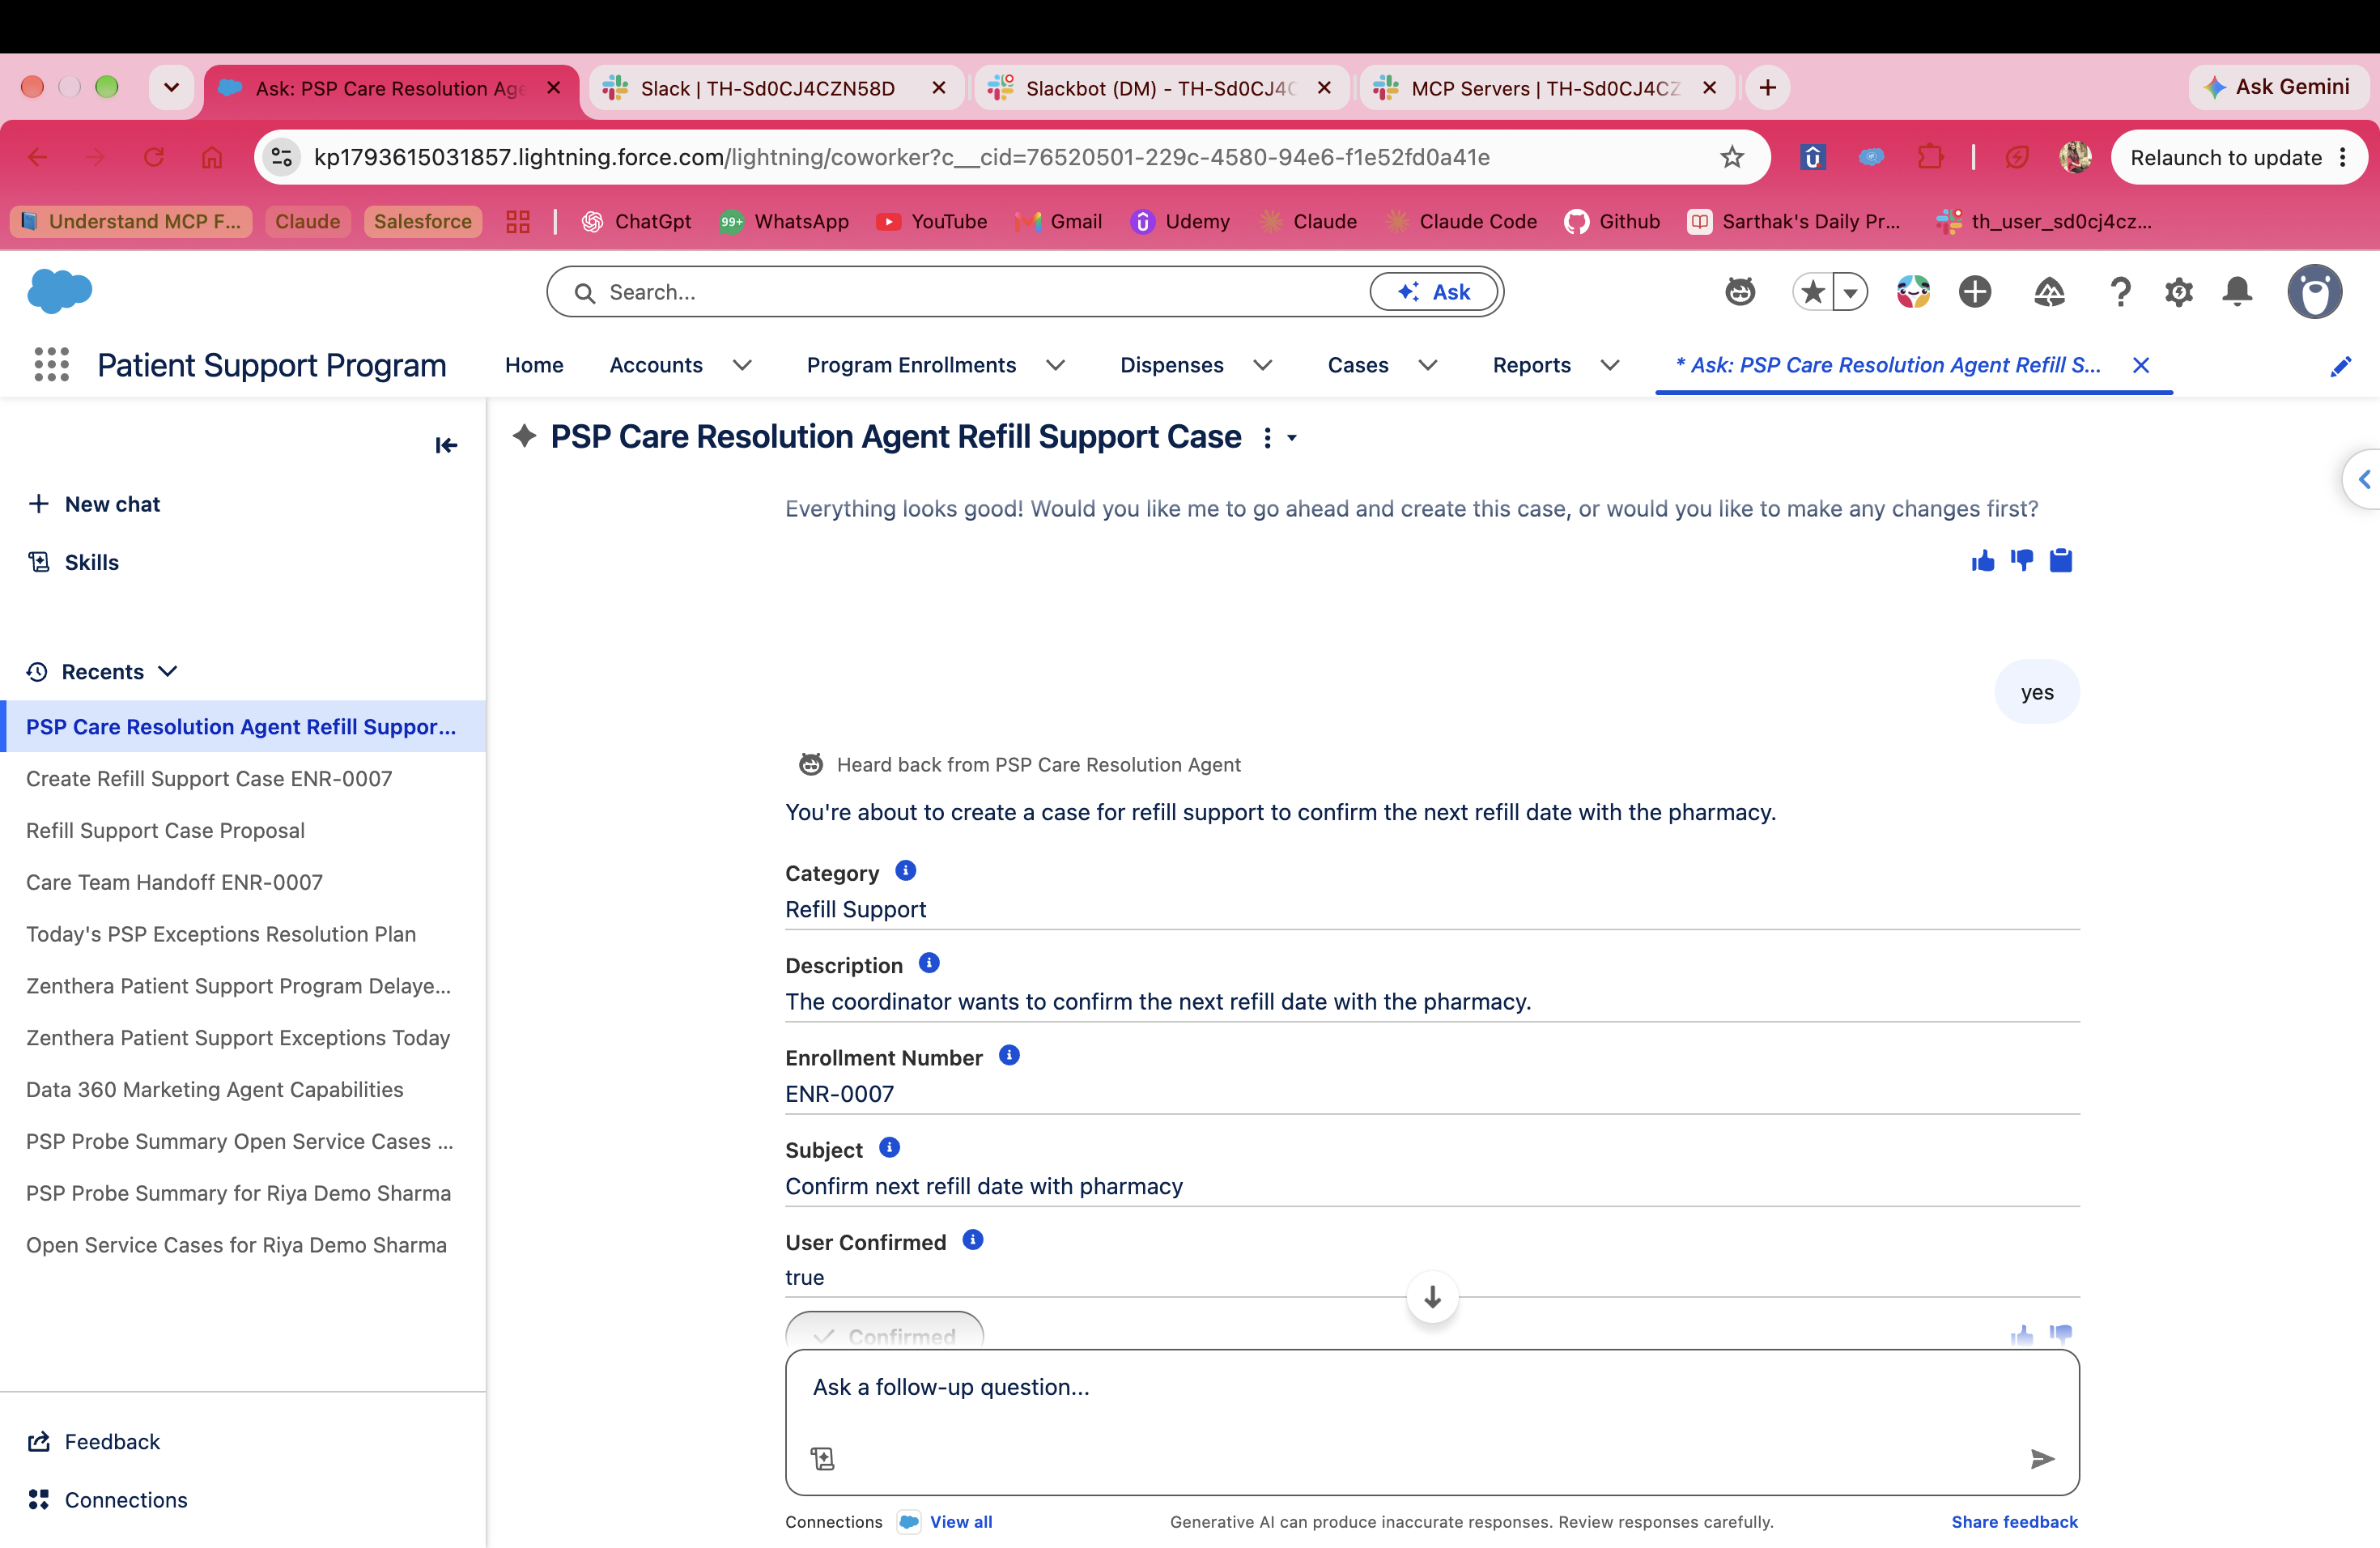 Ask: PSP Care Resolution Age
Slack | TH-Sd0CJ4CZN58D
Slackbot (DM) - TH-Sd0CJ4C
MCP Servers | TH-Sd0CJ4CZ
Ask Gemini
kp1793615031857.lightning.force.com/lightning/coworker?c__cid=76520501-229c-4580-94e6-f1e52fd0a41e
Relaunch to update
Understand MCP F...
Claude
Salesforce
ChatGpt
99+
WhatsApp
YouTube
Gmail
Udemy
Claude
Claude Code
Github
Sarthak's Daily Pr...
th_user_sd0cj4cz...
Search...
Ask
Patient Support Program
Home
Accounts
Program Enrollments
Dispenses
Cases
Reports
* Ask: PSP Care Resolution Agent Refill S...
New chat
Skills
Recents
PSP Care Resolution Agent Refill Suppor...
Create Refill Support Case ENR-0007
Refill Support Case Proposal
Care Team Handoff ENR-0007
Today's PSP Exceptions Resolution Plan
Zenthera Patient Support Program Delaye...
Zenthera Patient Support Exceptions Today
Data 360 Marketing Agent Capabilities
PSP Probe Summary Open Service Cases ...
PSP Probe Summary for Riya Demo Sharma
Open Service Cases for Riya Demo Sharma
Feedback
Connections
PSP Care Resolution Agent Refill Support Case
Everything looks good! Would you like me to go ahead and create this case, or would you like to make any changes first?
yes
Heard back from PSP Care Resolution Agent
You're about to create a case for refill support to confirm the next refill date with the pharmacy.
Category
Refill Support
Description
The coordinator wants to confirm the next refill date with the pharmacy.
Enrollment Number
ENR-0007
Subject
Confirm next refill date with pharmacy
User Confirmed
true
Confirmed
Ask a follow-up question...
Connections
View all
Generative AI can produce inaccurate responses. Review responses carefully.
Share feedback